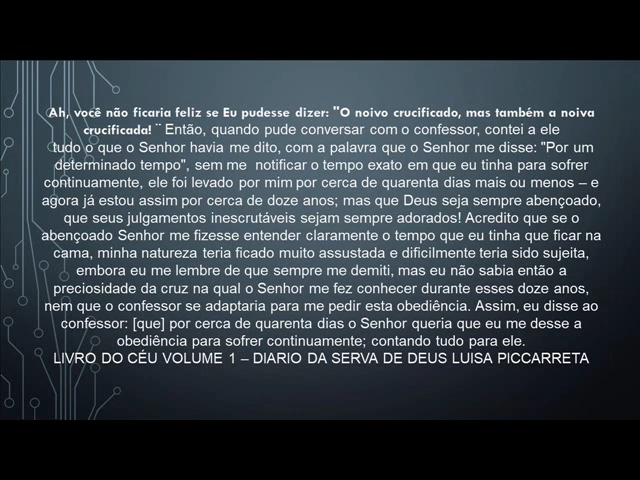 Ah, você não ficaria feliz se Eu pudesse dizer: "O noivo crucificado, mas também a noiva
crucificada! ¨ Então, quando pude conversar com o confessor, contei a ele
tudo o que o Senhor havia me dito, com a palavra que o Senhor me disse: "Por um
determinado tempo", sem me  notificar o tempo exato em que eu tinha para sofrer
continuamente, ele foi levado por mim por cerca de quarenta dias mais ou menos – e
agora já estou assim por cerca de doze anos; mas que Deus seja sempre abençoado,
que seus julgamentos inescrutáveis sejam sempre adorados! Acredito que se o
abençoado Senhor me fizesse entender claramente o tempo que eu tinha que ficar na
cama, minha natureza teria ficado muito assustada e dificilmente teria sido sujeita,
embora eu me lembre de que sempre me demiti, mas eu não sabia então a
preciosidade da cruz na qual o Senhor me fez conhecer durante esses doze anos,
nem que o confessor se adaptaria para me pedir esta obediência. Assim, eu disse ao
confessor: [que] por cerca de quarenta dias o Senhor queria que eu me desse a
obediência para sofrer continuamente; contando tudo para ele.
LIVRO DO CÉU VOLUME 1 – DIARIO DA SERVA DE DEUS LUISA PICCARRETA